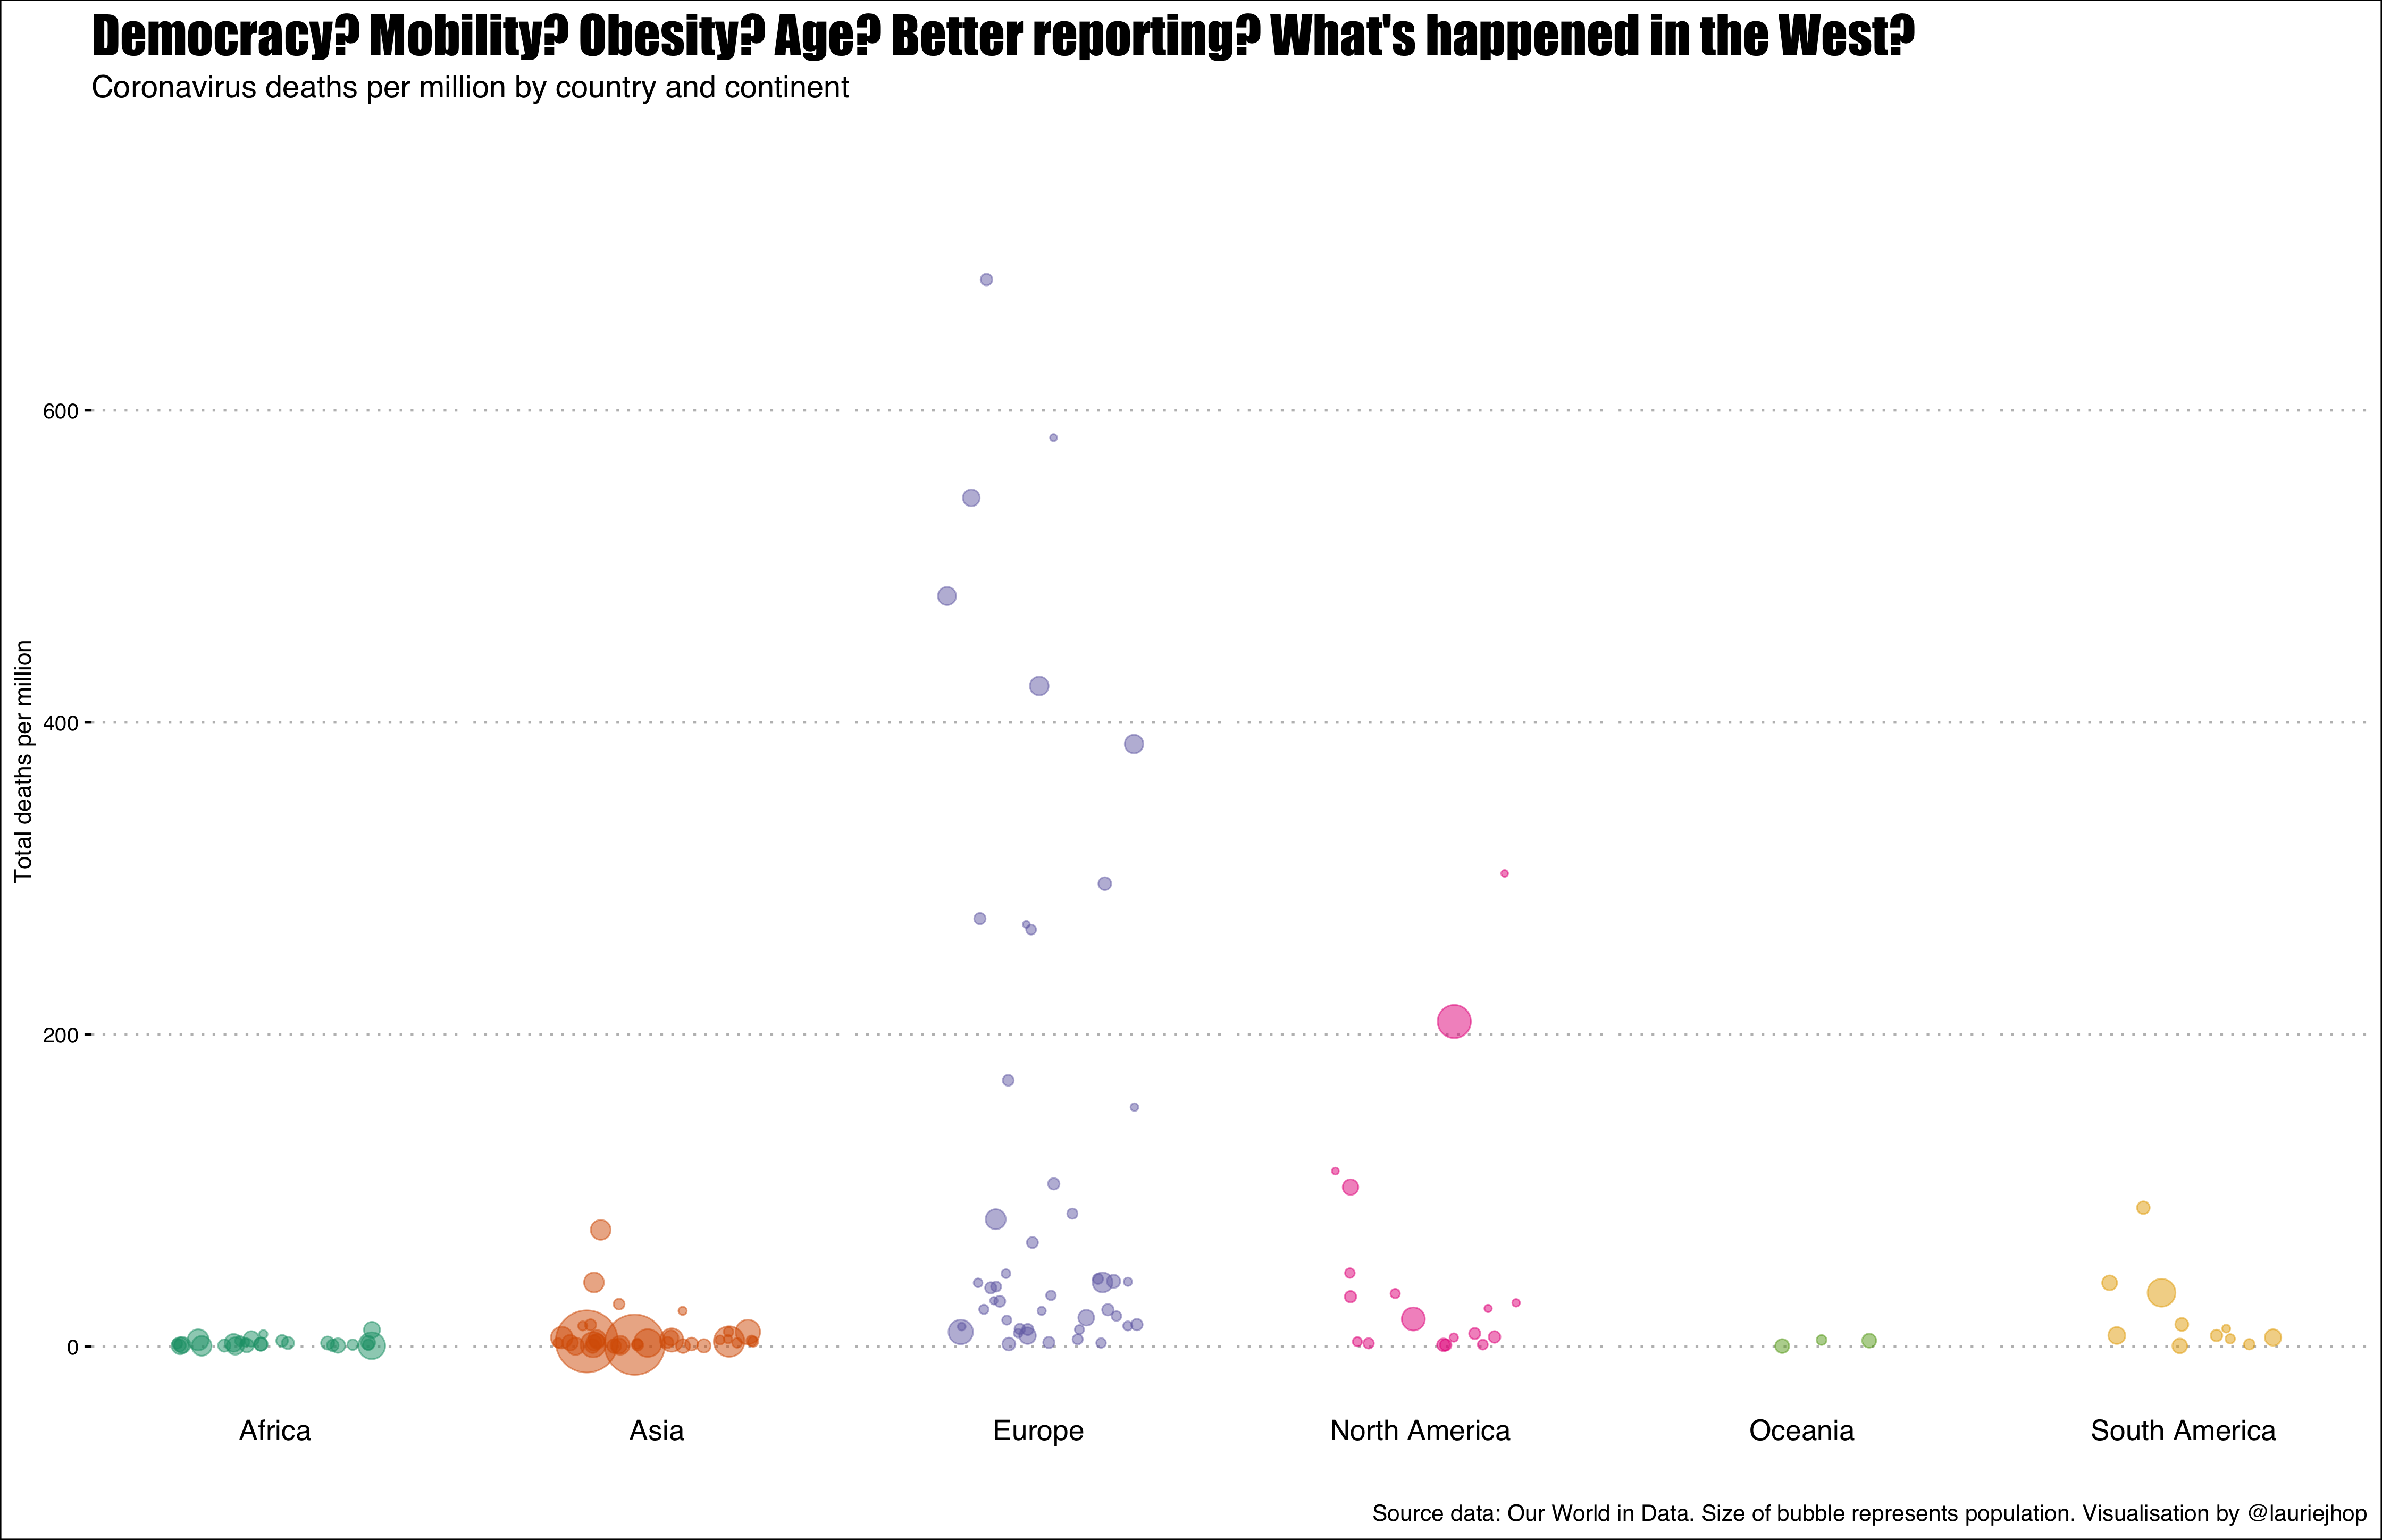 Democracy? Mobility? Obesity? Age? Better reporting? What's happened in the West?
Coronavirus deaths per million by country and continent
Total deaths per million
600
400
200
0
Africa
Asia
Europe
North America
Oceania
South America
Source data: Our World in Data. Size of bubble represents population. Visualisation by @lauriejhop